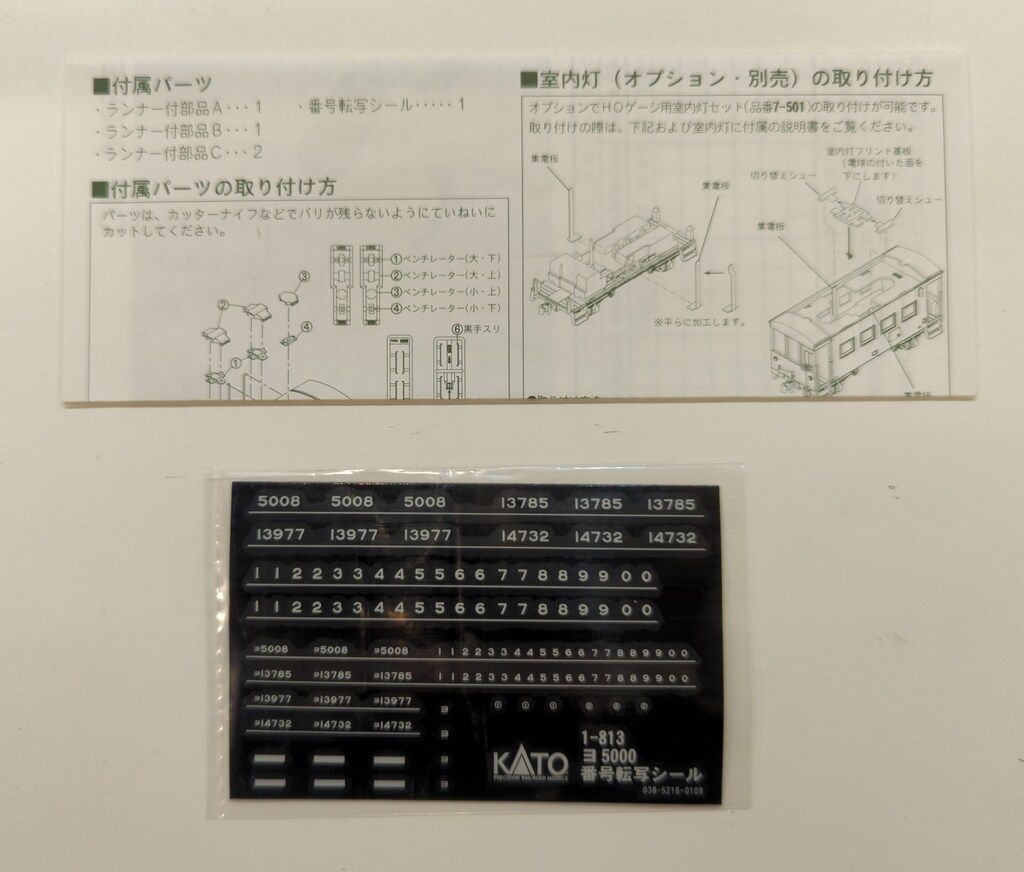 ■付属パーツ
・ランナー付部品A・・・1
・番号転写シール・・・・・1
・ランナー付部品B・・・1
・ランナー付部品C・・・2
■付属パーツの取り付け方
パーツは、カッターナイフなどでバリが残らないようにていねいに
カットしてください。
①ベンチレーター(大・下)
②ベンチレーター(大・上)
③ベンチレーター(小・上)
④ベンチレーター(小・下)
⑥黒手スリ
③
②
④
①
■室内灯（オプション・別売）の取り付け方
オプションでHOゲージ用室内灯セット(品番7-501)の取り付けが可能です。
取り付けの際は、下記および室内灯に付属の説明書をご覧ください。
集電板
集電板
※平らに加工します。
室内灯プリント基板
(電球の付いた面を
下にします)
切り替えシュー
切り替えシュー
集電板
集電板
5008 5008 5008 13785 13785 13785
13977 13977 13977 14732 14732 14732
1 1 2 2 3 3 4 4 5 5 6 6 7 7 8 8 9 9 0 0
1 1 2 2 3 3 4 4 5 5 6 6 7 7 8 8 9 9 0 0
ヨ5008 ヨ5008 ヨ5008 1 1 2 2 3 3 4 4 5 5 6 6 7 7 8 8 9 9 0 0
ヨ13785 ヨ13785 ヨ13785 1 1 2 2 3 3 4 4 5 5 6 6 7 7 8 8 9 9 0 0
ヨ13977 ヨ13977 ヨ13977 ヨ
ヨ14732 ヨ14732 ヨ14732 ヨ
ヨ
ヨ
KATO
PRECISION RAILROAD MODELS
1-813
ヨ5000
番号転写シール
038-5216-0109